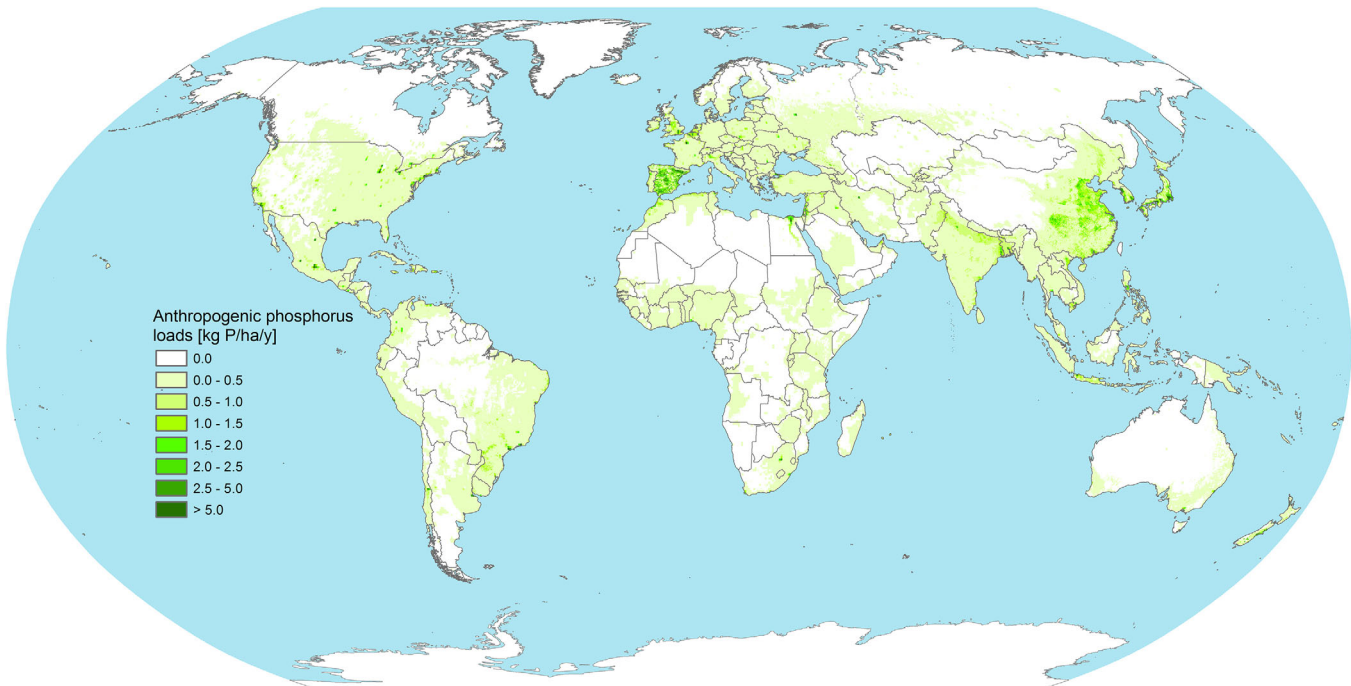 Anthropogenic phosphorus
loads [kg P/ha/y]
0.0
0.0 - 0.5
0.5 - 1.0
1.0 - 1.5
1.5 - 2.0
2.0 - 2.5
2.5 - 5.0
> 5.0